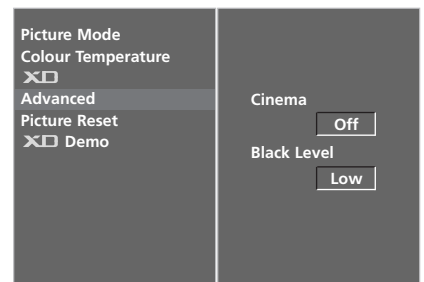 Picture Mode
Colour Temperature
XD
Advanced
Picture Reset
XD Demo
Cinema
Off
Black Level
Low